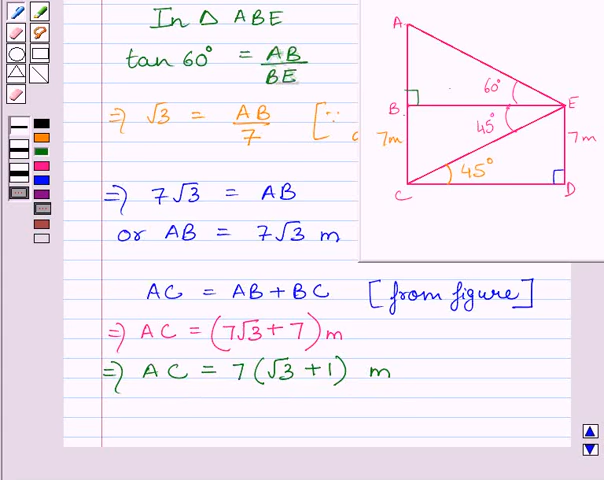 In Δ ABE
tan 60° = AB/BE
⇒ √3 = AB/7 [∵
⇒ 7√3 = AB
or AB = 7√3 m
AC = AB + BC [from figure]
⇒ AC = (7√3 + 7) m
⇒ AC = 7(√3 + 1) m
A
60°
B E
45°
7m 7m
45°
C D